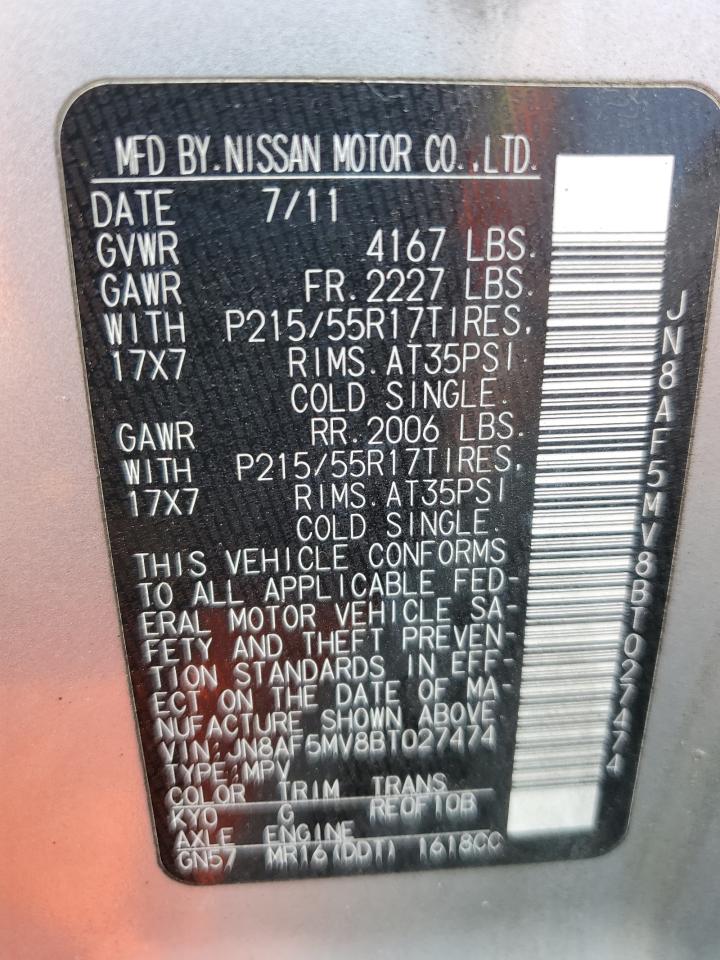 MFD BY.NISSAN MOTOR CO.,LTD.
DATE 7/11
GVWR 4167 LBS.
GAWR FR.2227 LBS.
WITH P215/55R17TIRES,
17X7 RIMS.AT35PSI
COLD SINGLE.
GAWR RR.2006 LBS.
WITH P215/55R17TIRES,
17X7 RIMS.AT35PSI
COLD SINGLE.
THIS VEHICLE CONFORMS
TO ALL APPLICABLE FED-
ERAL MOTOR VEHICLE SA-
FETY AND THEFT PREVEN-
TION STANDARDS IN EFF-
ECT ON THE DATE OF MA-
NUFACTURE SHOWN ABOVE.
VIN:JN8AF5MV8BT027474
TYPE:MPV
COLOR TRIM TRANS
KY0 G RE0F10B
AXLE ENGINE
GN57 MR16(DDT) 1618CC
JN8AF5MV8BT027474